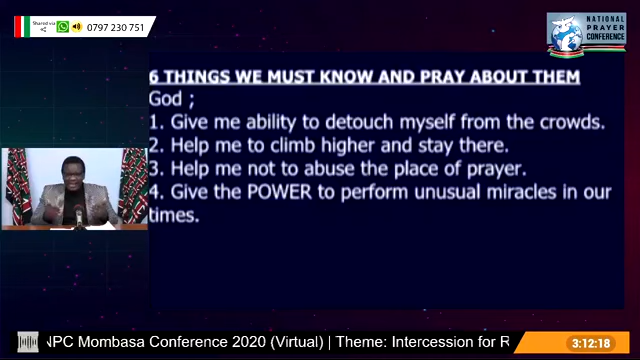 Shared via
0797 230 751
NATIONAL
PRAYER
CONFERENCE
6 THINGS WE MUST KNOW AND PRAY ABOUT THEM
God ;
1. Give me ability to detouch myself from the crowds.
2. Help me to climb higher and stay there.
3. Help me not to abuse the place of prayer.
4. Give the POWER to perform unusual miracles in our
times.
NPC Mombasa Conference 2020 (Virtual) | Theme: Intercession for R
3:12:18